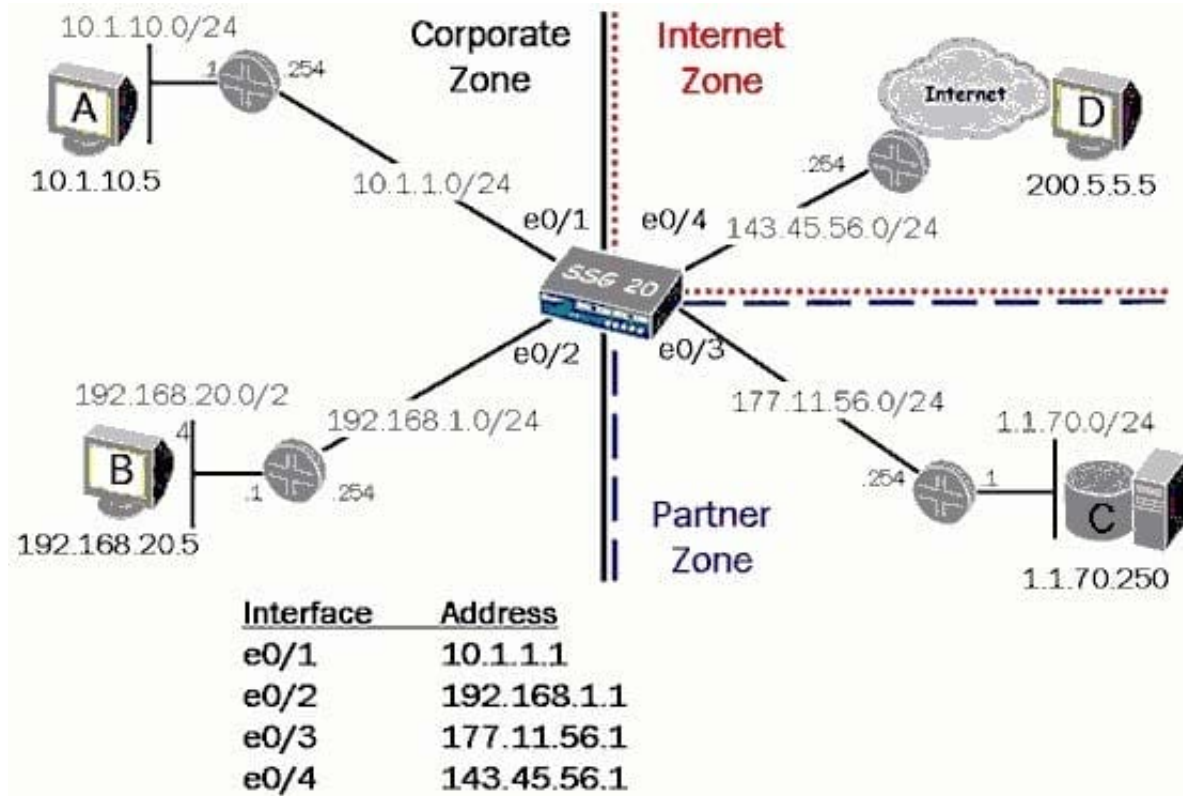 10.1.10.0/24
A
.1
.254
10.1.10.5
10.1.1.0/24
Corporate
Zone
Internet
Zone
Internet
D
.254
200.5.5.5
143.45.56.0/24
e0/1
e0/4
SSG 20
e0/2
e0/3
192.168.20.0/2
4
B
.1
.254
192.168.20.5
192.168.1.0/24
177.11.56.0/24
1.1.70.0/24
.254
.1
C
1.1.70.250
Partner
Zone
Interface Address
e0/1 10.1.1.1
e0/2 192.168.1.1
e0/3 177.11.56.1
e0/4 143.45.56.1